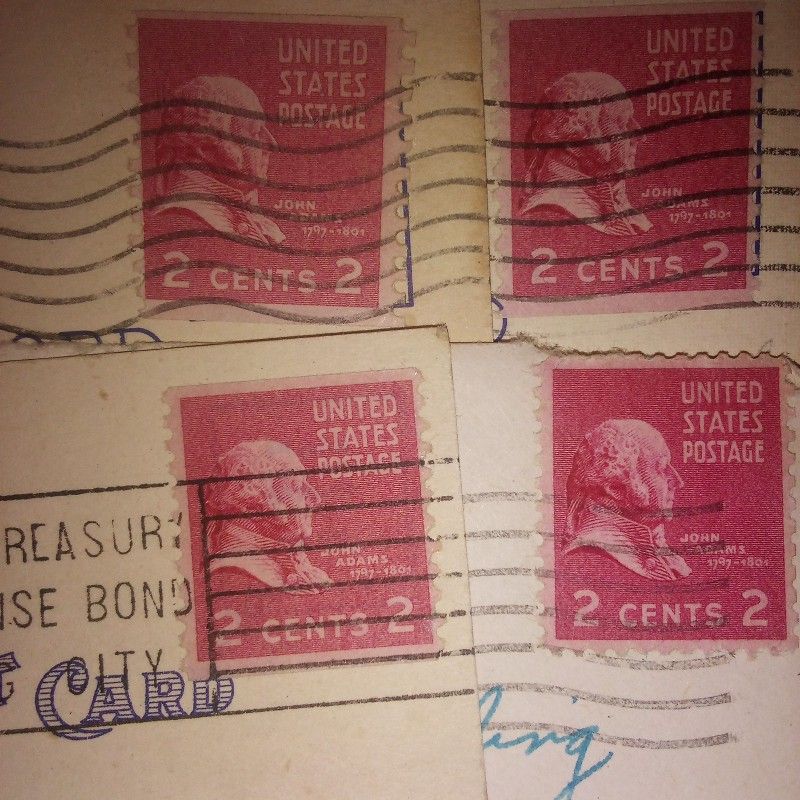 UNITED
STATES
POSTAGE
JOHN
ADAMS
1797-1801
2 CENTS 2
UNITED
STATES
POSTAGE
JOHN
ADAMS
1797-1801
2 CENTS 2
UNITED
STATES
POSTAGE
JOHN
ADAMS
1797-1801
2 CENTS 2
REASURY
NSE BOND
CITY
CARD
UNITED
STATES
POSTAGE
JOHN
ADAMS
1797-1801
2 CENTS 2